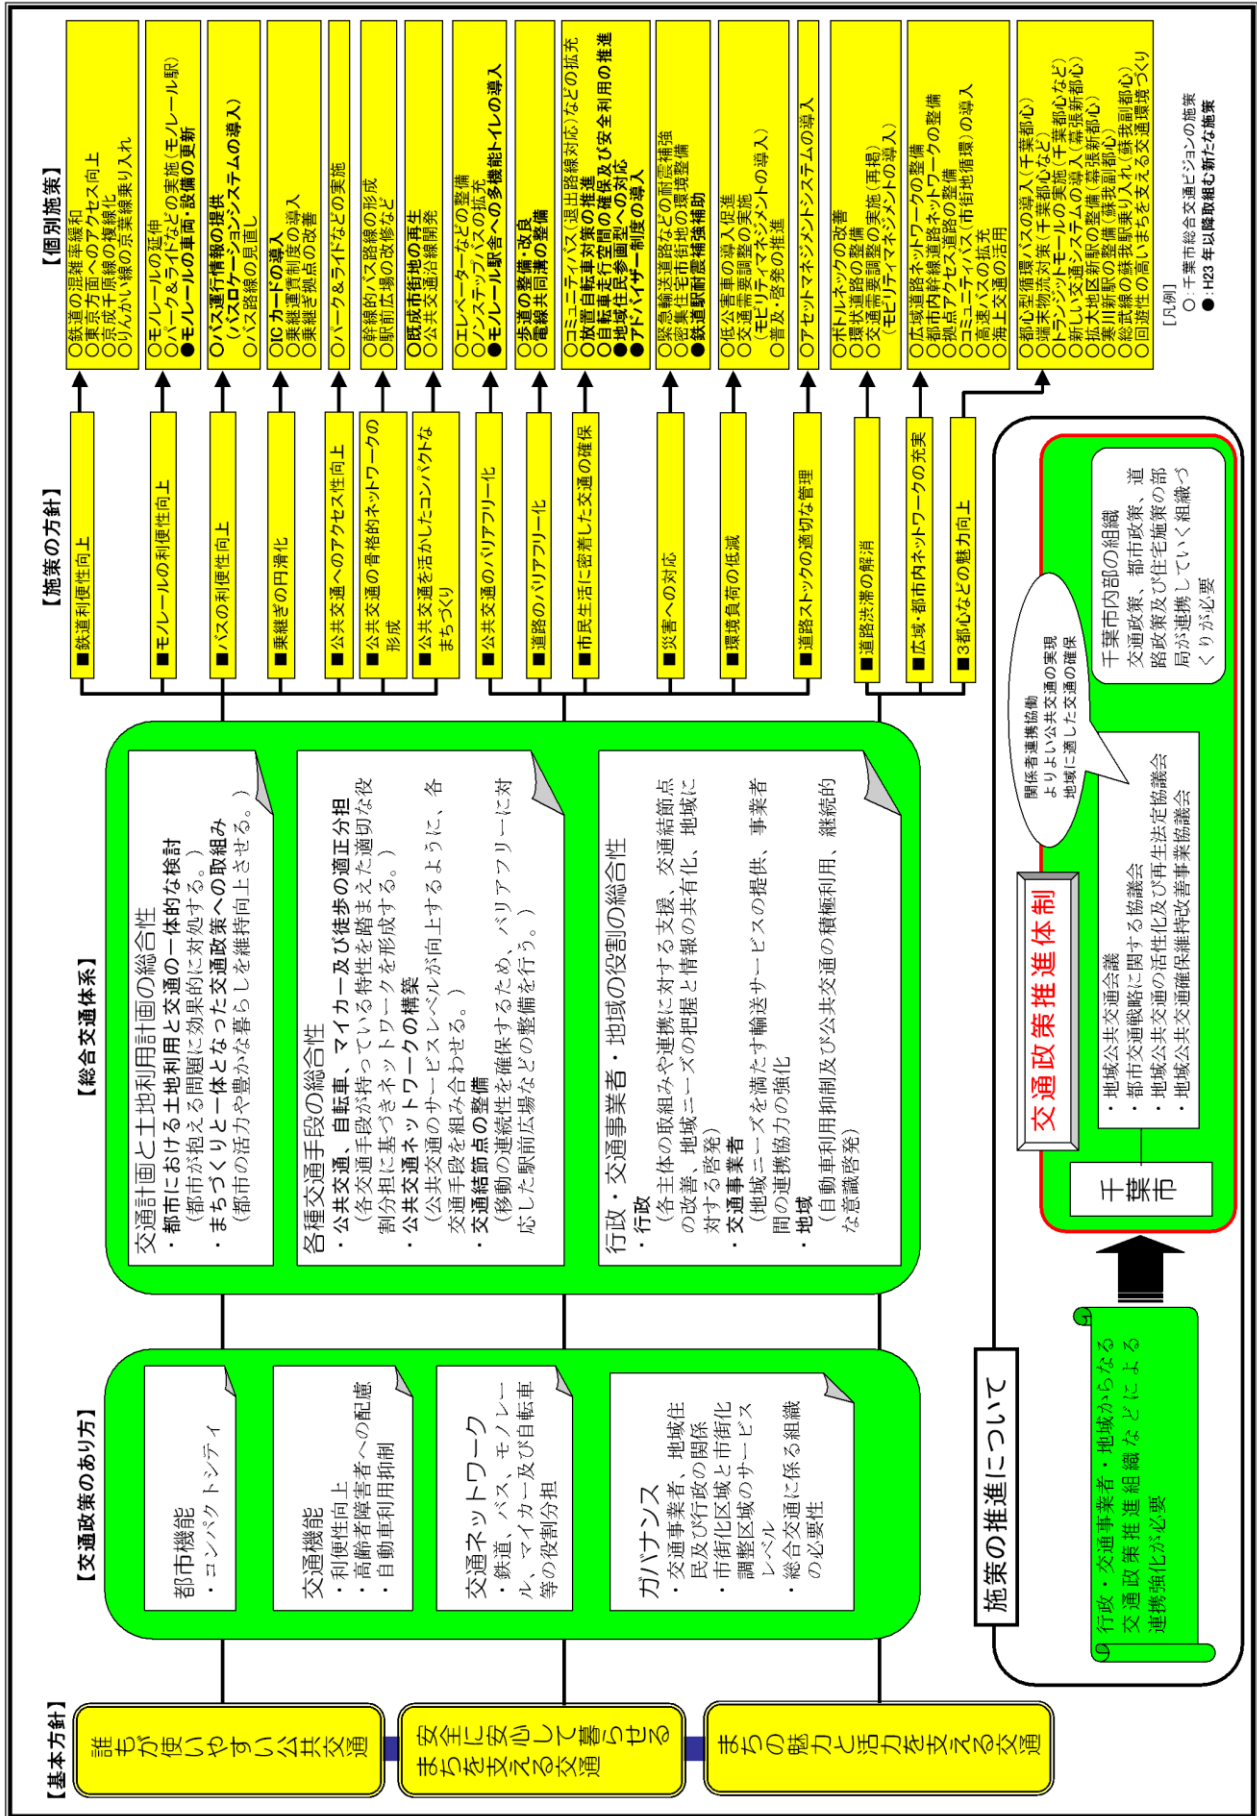 【基本方針】
誰もが使いやすい公共交通
安全に安心して暮らせる
まちを支える交通
まちの魅力と活力を支える交通
【交通政策のあり方】
都市機能
・コンパクトシティ
交通機能
・利便性向上
・高齢者障害者への配慮
・自動車利用抑制
交通ネットワーク
・鉄道、バス、モノレー
ル、マイカー及び自転車
等の役割分担
ガバナンス
・交通事業者、地域住
民及び行政の関係
・市街化区域と市街化
調整区域のサービス
レベル
・総合交通に係る組織
の必要性
【総合交通体系】
交通計画と土地利用計画の総合性
・都市における土地利用と交通の一体的な検討
(都市が抱える問題に効果的に対処する。)
・まちづくりと一体となった交通政策への取組み
(都市の活力や豊かな暮らしを維持向上させる。)
各種交通手段の総合性
・公共交通、自転車、マイカー及び徒歩の適正分担
(各交通手段が持っている特性を踏まえた適切な役
割分担に基づきネットワークを形成する。)
・公共交通ネットワークの構築
(公共交通のサービスレベルが向上するように、各
交通手段を組み合わせる。)
・交通結節点の整備
(移動の連続性を確保するため、バリアフリーに対
応した駅前広場などの整備を行う。)
行政・交通事業者・地域の役割の総合性
・行政
(各主体の取組みや連携に対する支援、交通結節点
の改善、地域ニーズの把握と情報の共有化、地域に
対する啓発)
・交通事業者
(地域ニーズを満たす輸送サービスの提供、事業者
間の連携協力の強化
・地域
(自動車利用抑制及び公共交通の積極利用、継続的
な意識啓発)
【施策の方針】
■鉄道利便性向上
■モノレールの利便性向上
■バスの利便性向上
■乗継ぎの円滑化
■公共交通へのアクセス性向上
■公共交通の骨格的ネットワークの
形成
■公共交通を活かしたコンパクトな
まちづくり
■公共交通のバリアフリー化
■道路のバリアフリー化
■市民生活に密着した交通の確保
■災害への対応
■環境負荷の低減
■道路ストックの適切な管理
■道路渋滞の解消
■広域・都市内ネットワークの充実
■3都心などの魅力向上
【個別施策】
○鉄道の混雑率緩和
○東京方面へのアクセス向上
○京成千原線の複線化
○りんかい線の京葉線乗り入れ
○モノレールの延伸
○パーク&ライドなどの実施(モノレール駅)
●モノレールの車両・設備の更新
○バス運行情報の提供
(バスロケーションシステムの導入)
○バス路線の見直し
○ICカードの導入
○乗継運賃制度の導入
○乗継ぎ拠点の改善
○パーク&ライドなどの実施
○幹線的バス路線の形成
○駅前広場の改修など
○既成市街地の再生
○公共交通沿線開発
○エレベーターなどの整備
○ノンステップバスの拡充
●モノレール駅舎への多機能トイレの導入
○歩道の整備・改良
○電線共同溝の整備
○コミュニティバス(退出路線対応)などの拡充
○放置自転車対策の推進
○自転車走行空間の確保及び安全利用の推進
●地域住民参画型への対応
●アドバイザー制度の導入
○緊急輸送道路などの耐震補強
○密集住宅市街地の環境整備
●鉄道駅耐震補強補助
○低公害車の導入促進
○交通需要調整の実施
(モビリティマネジメントの導入)
○普及・啓発の推進
○アセットマネジメントシステムの導入
○ボトルネックの改善
○環状道路の整備
○交通需要調整の実施(再掲)
(モビリティマネジメントの導入)
○広域道路ネットワークの整備
○都市内幹線道路ネットワークの整備
○拠点アクセス道路の整備
○コミュニティバス(市街地循環)の導入
○高速バスの拡充
○海上交通の活用
○都心型循環バスの導入(千葉都心)
○端末物流対策(千葉都心など)
○トランジットモールの実施(千葉都心など)
○新しい交通システムの導入(幕張新都心)
○拡大地区新駅の整備(幕張新都心)
○寒川新駅の整備(蘇我副都心)
○総武線の蘇我駅乗り入れ(蘇我副都心)
○回遊性の高いまちを支える交通環境づくり
[凡例]
○:千葉市総合交通ビジョンの施策
●:H23年以降取組む新たな施策
施策の推進について
行政・交通事業者・地域からなる
交通政策推進組織などによる
連携強化が必要
交通政策推進体制
千葉市
・地域公共交通会議
・都市交通戦略に関する協議会
・地域公共交通の活性化及び再生法定協議会
・地域公共交通確保維持改善事業協議会
関係者連携協働
よりよい公共交通の実現
地域に適した交通の確保
千葉市内部の組織
交通政策、都市政策、道
路政策及び住宅施策の部
局が連携していく組織づ
くりが必要